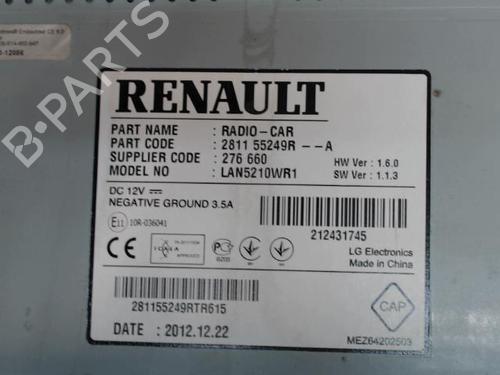 RENAULT
PART NAME : RADIO-CAR
PART CODE : 2811 55249R --A
SUPPLIER CODE : 276 660
MODEL NO : LAN5210WR1
HW Ver : 1.6.0
SW Ver : 1.1.3
DC 12V
NEGATIVE GROUND 3.5A
E11 10R-036041
212431745
LG Electronics
Made in China
APPROVED
281155249RTR615
DATE : 2012.12.22
CAP
MEZ64202503
B-Parts